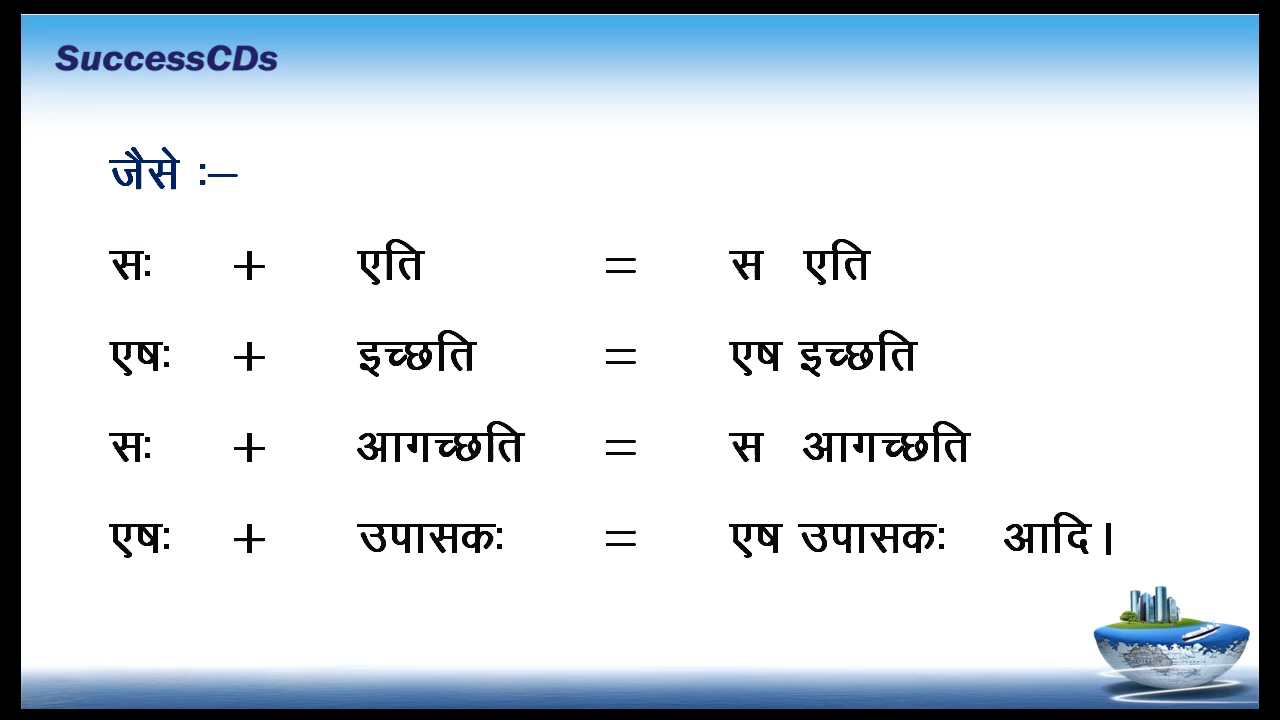 SuccessCDs
जैसे :–
सः + एति = स एति
एषः + इच्छति = एष इच्छति
सः + आगच्छति = स आगच्छति
एषः + उपासकः = एष उपासकः आदि।